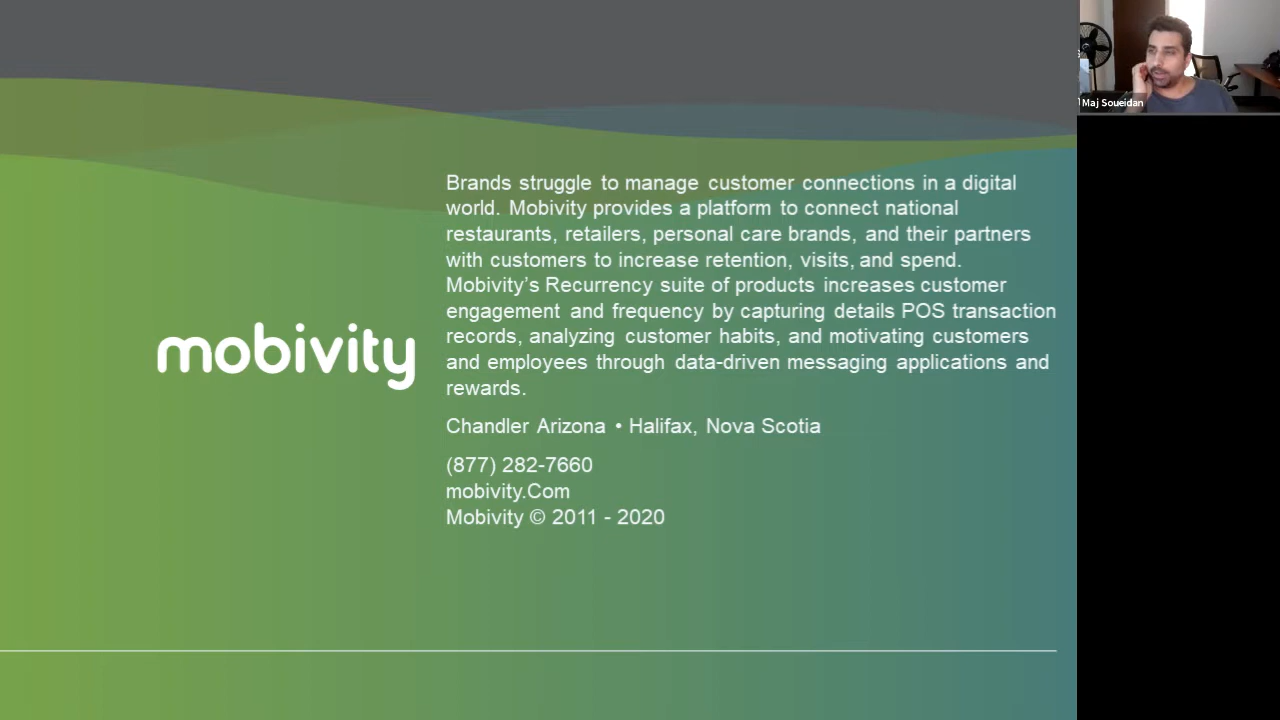 Brands struggle to manage customer connections in a digital
world. Mobivity provides a platform to connect national
restaurants, retailers, personal care brands, and their partners
with customers to increase retention, visits, and spend.
Mobivity’s Recurrency suite of products increases customer
engagement and frequency by capturing details POS transaction
records, analyzing customer habits, and motivating customers
and employees through data-driven messaging applications and
rewards.
mobivity
Chandler Arizona • Halifax, Nova Scotia
(877) 282-7660
mobivity.Com
Mobivity © 2011 - 2020
Maj Soueidan